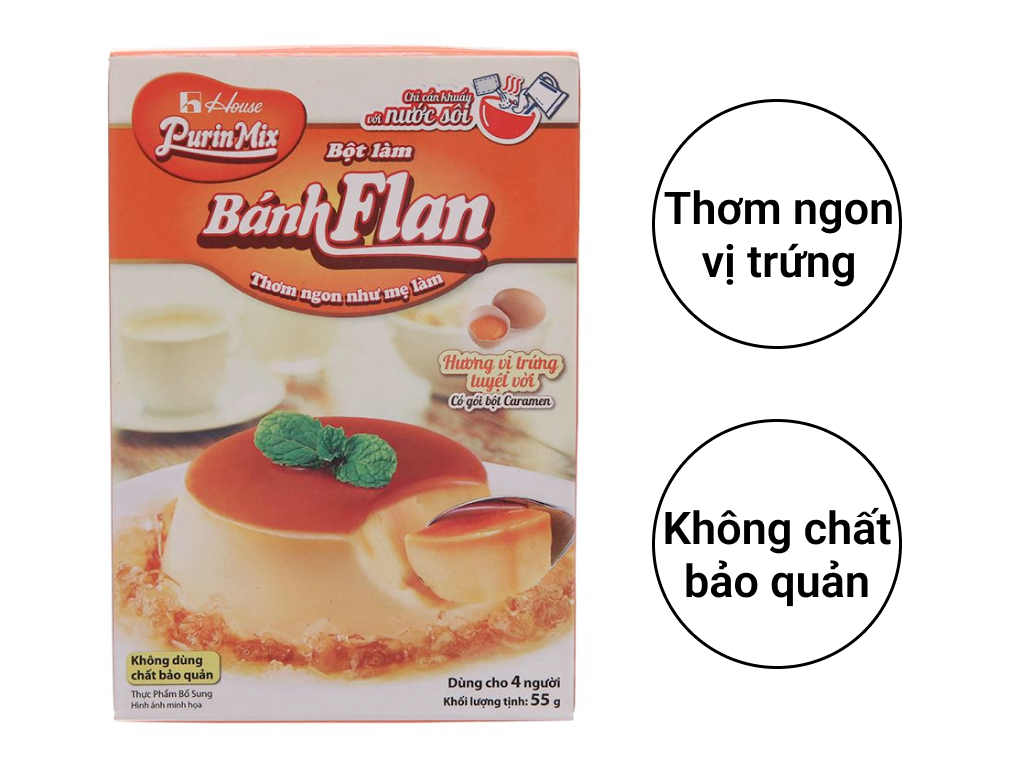 House
PurinMix
Chỉ cần khuấy
với nước sôi
Bột làm
Bánh Flan
Thơm ngon như mẹ làm
Hương vị trứng
tuyệt vời
Có gói bột Caramen
Không dùng
chất bảo quản
Thực Phẩm Bổ Sung
Hình ảnh minh họa
Dùng cho 4 người
Khối lượng tịnh: 55 g
Thơm ngon
vị trứng
Không chất
bảo quản